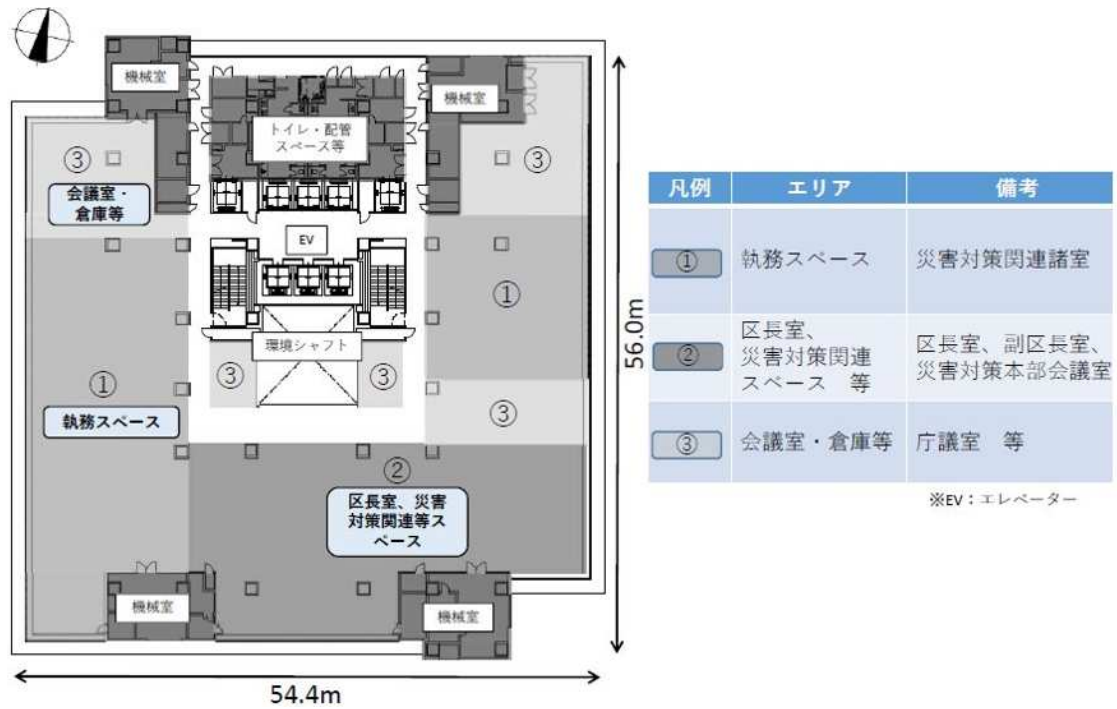 機械室
機械室
トイレ・配管
スペース等
③
会議室・
倉庫等
③
EV
①
環境シャフト
③
③
①
執務スペース
③
②
区長室、災害
対策関連等ス
ペース
機械室
機械室
56.0m
54.4m
凡例 エリア 備考
① 執務スペース 災害対策関連諸室
② 区長室、
災害対策関連
スペース 等
区長室、副区長室、
災害対策本部会議室
③ 会議室・倉庫等 庁議室 等
※EV：エレベーター